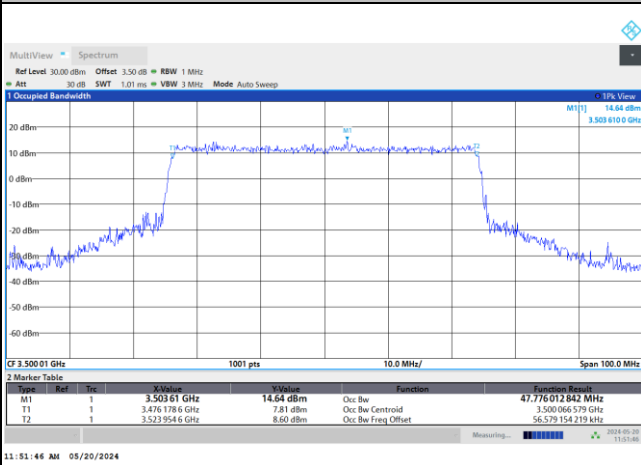 MultiView Spectrum
Ref Level 30.00 dBm Offset 3.50 dB RBW 1 MHz
Att 30 dB SWT 1.01 ms VBW 3 MHz Mode Auto Sweep
1 Occupied Bandwidth 1Pk View
M1[1] 14.64 dBm
3.503 610 0 GHz
M1
20 dBm
T1 T2
10 dBm
0 dBm
-10 dBm
-20 dBm
-30 dBm
-40 dBm
-50 dBm
-60 dBm
CF 3.500 01 GHz 1001 pts 10.0 MHz/ Span 100.0 MHz
2 Marker Table
Type Ref Trc X-Value Y-Value Function Function Result
M1 1 3.503 61 GHz 14.64 dBm Occ Bw 47.776 012 842 MHz
T1 1 3.476 178 6 GHz 7.81 dBm Occ Bw Centroid 3.500 066 579 GHz
T2 1 3.523 954 6 GHz 8.60 dBm Occ Bw Freq Offset 56.579 154 219 kHz
Measuring... 2024-05-20
11:51:46
11:51:46 AM 05/20/2024